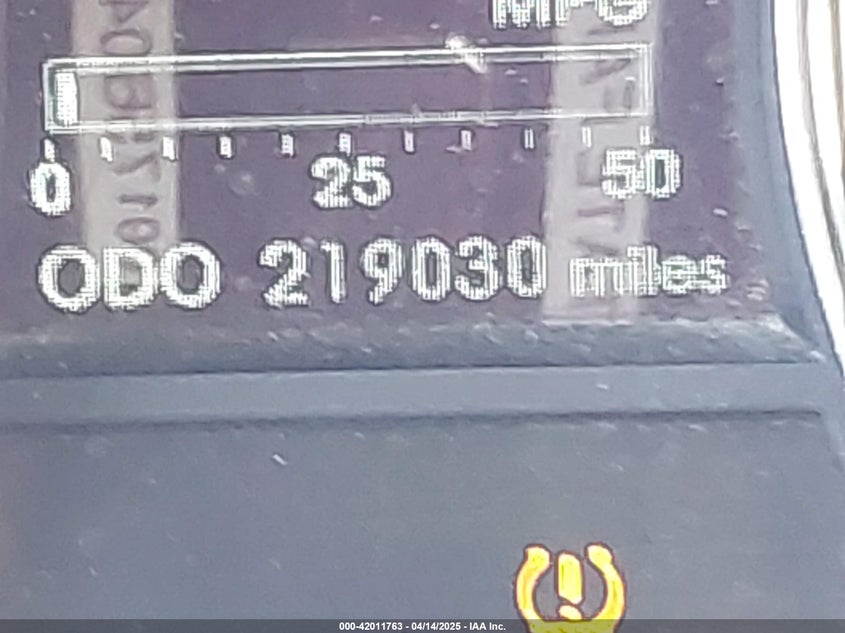 MPG
0 25 50
ODO 219030 miles
000-42011763 - 04/14/2025 - IAA Inc.